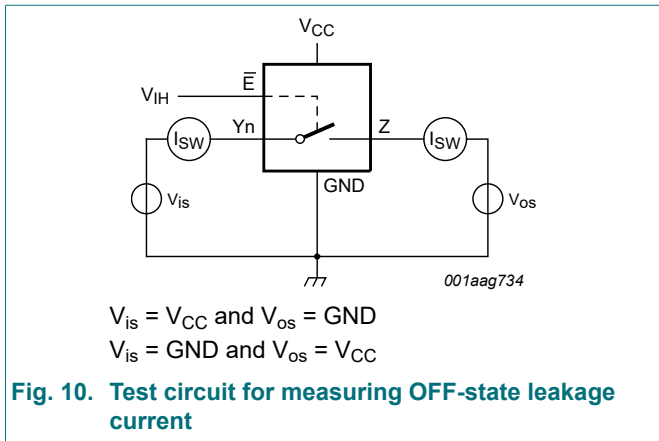 VCC
E̅
VIH
Yn
Z
ISW
ISW
GND
Vis
Vos
001aag734
Vis = VCC and Vos = GND
Vis = GND and Vos = VCC
Fig. 10. Test circuit for measuring OFF-state leakage
current